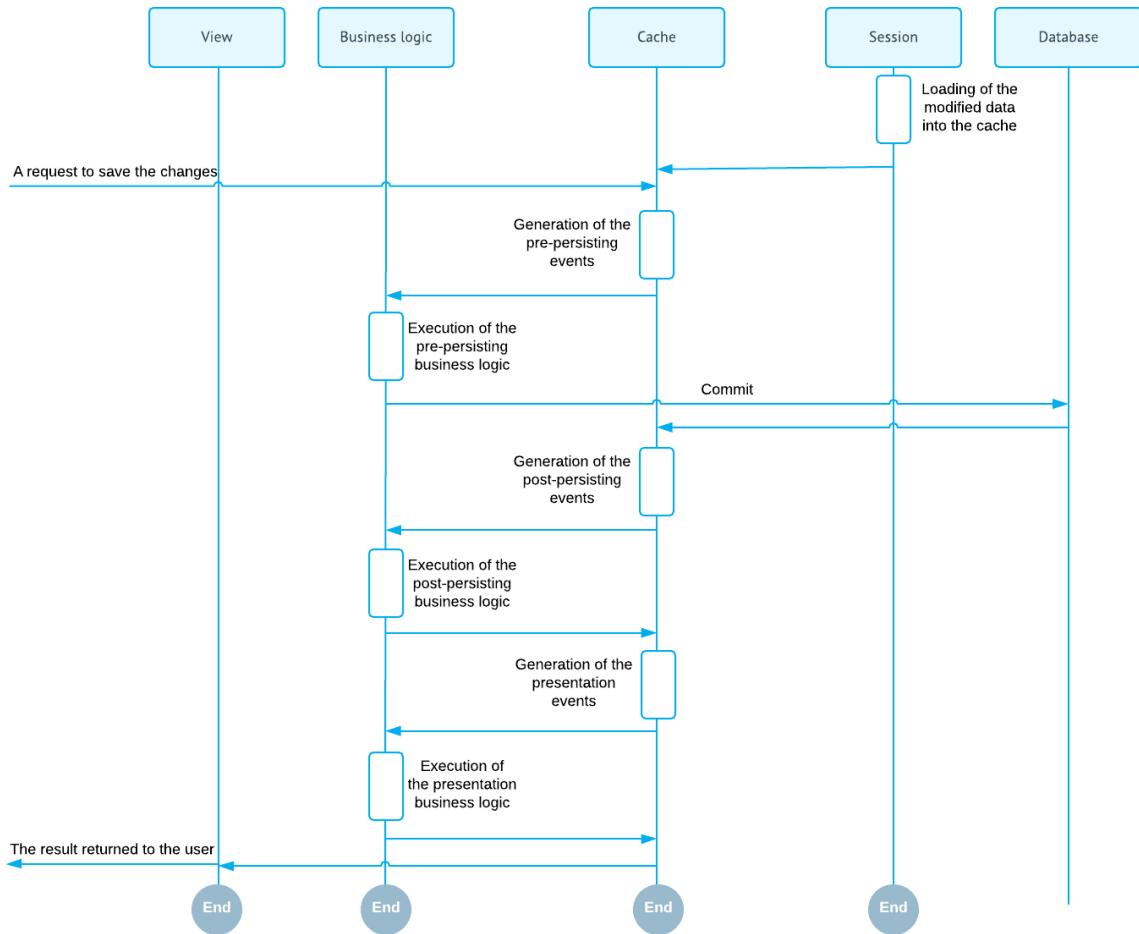 View
Business logic
Cache
Session
Database
Loading of the
modified data
into the cache
A request to save the changes
Generation of the
pre-persisting
events
Execution of the
pre-persisting
business logic
Commit
Generation of the
post-persisting
events
Execution of the
post-persisting
business logic
Generation of the
presentation
events
Execution of
the presentation
business logic
The result returned to the user
End
End
End
End